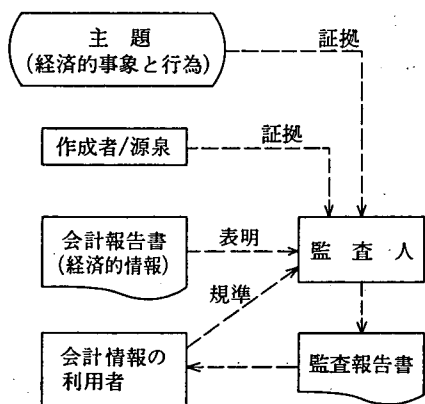 主題
(経済的事象と行為)
証拠
作成者/源泉
証拠
会計報告書
(経済的情報)
表明
監査人
規準
会計情報の
利用者
監査報告書